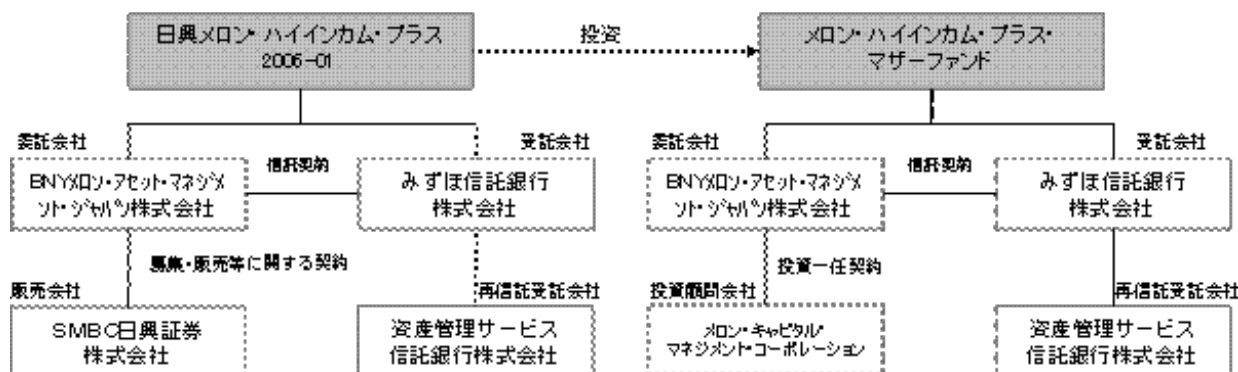 日興メロン・ハイインカム・プラス
2006-01
投資
メロン・ハイインカム・プラス・
マザーファンド
委託会社
受託会社
BNYメロン・アセット・マネジメ
ント・ジャパン株式会社
信託契約
みずほ信託銀行
株式会社
募集・販売等に関する契約
販売会社
再信託受託会社
SMBC日興証券
株式会社
資産管理サービス
信託銀行株式会社
委託会社
受託会社
BNYメロン・アセット・マネジメ
ント・ジャパン株式会社
信託契約
みずほ信託銀行
株式会社
投資一任契約
投資顧問会社
再信託受託会社
メロン・キャピタル・
マネジメント・コーポレーション
資産管理サービス
信託銀行株式会社